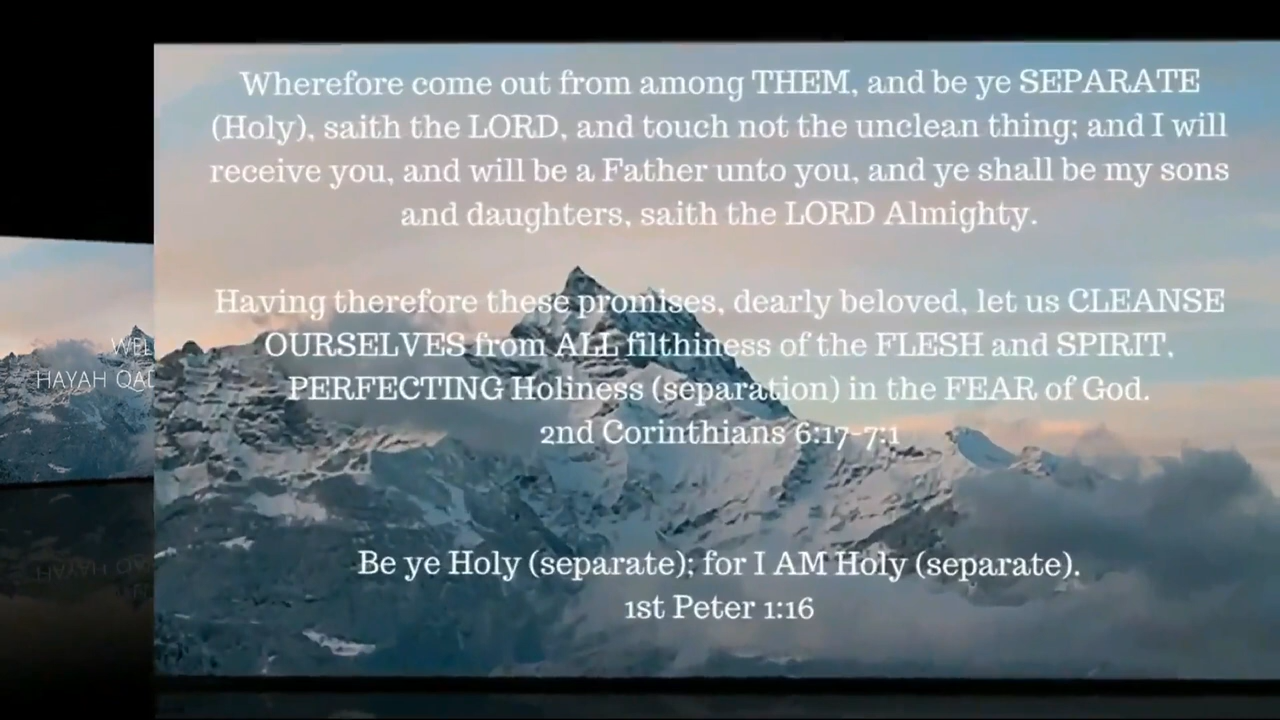 Wherefore come out from among THEM, and be ye SEPARATE
(Holy), saith the LORD, and touch not the unclean thing; and I will
receive you, and will be a Father unto you, and ye shall be my sons
and daughters, saith the LORD Almighty.
Having therefore these promises, dearly beloved, let us CLEANSE
OURSELVES from ALL filthiness of the FLESH and SPIRIT,
PERFECTING Holiness (separation) in the FEAR of God.
2nd Corinthians 6:17-7:1
Be ye Holy (separate); for I AM Holy (separate).
1st Peter 1:16
HAYAH